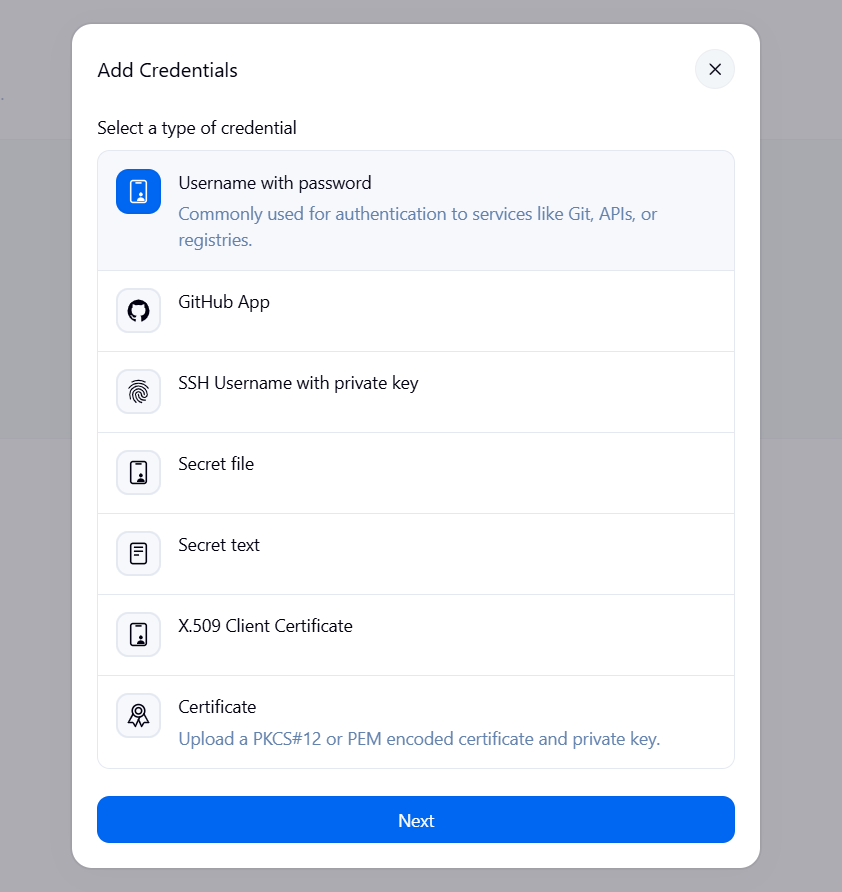 Add Credentials
Select a type of credential
Username with password
Commonly used for authentication to services like Git, APIs, or
registries.
GitHub App
SSH Username with private key
Secret file
Secret text
X.509 Client Certificate
Certificate
Upload a PKCS#12 or PEM encoded certificate and private key.
Next